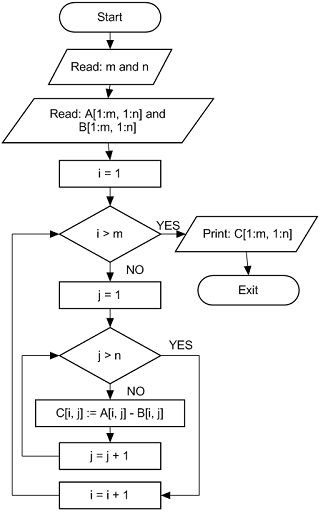 Start
Read: m and n
Read: A[1:m, 1:n] and
B[1:m, 1:n]
i = 1
i > m
YES
Print: C[1:m, 1:n]
NO
Exit
j = 1
j > n
YES
NO
C[i, j] := A[i, j] - B[i, j]
j = j + 1
i = i + 1